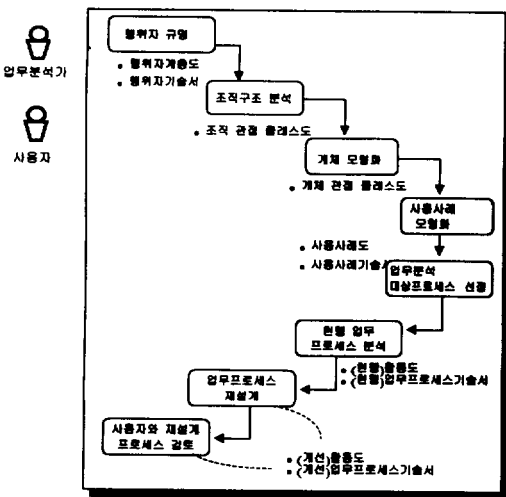 행위자 규명
업무분석가
• 행위자계층도
• 행위자기술서
조직구조 분석
사용자
• 조직 관점 클래스도
개체 모형화
• 개체 관점 클래스도
사용사례
모형화
• 사용사례도
• 사용사례기술서
업무분석
대상프로세스 선정
현행 업무
프로세스 분석
• (현행)활동도
• (현행)업무프로세스기술서
업무프로세스
재설계
사용자와 재설계
프로세스 검토
• (개선)활동도
• (개선)업무프로세스기술서